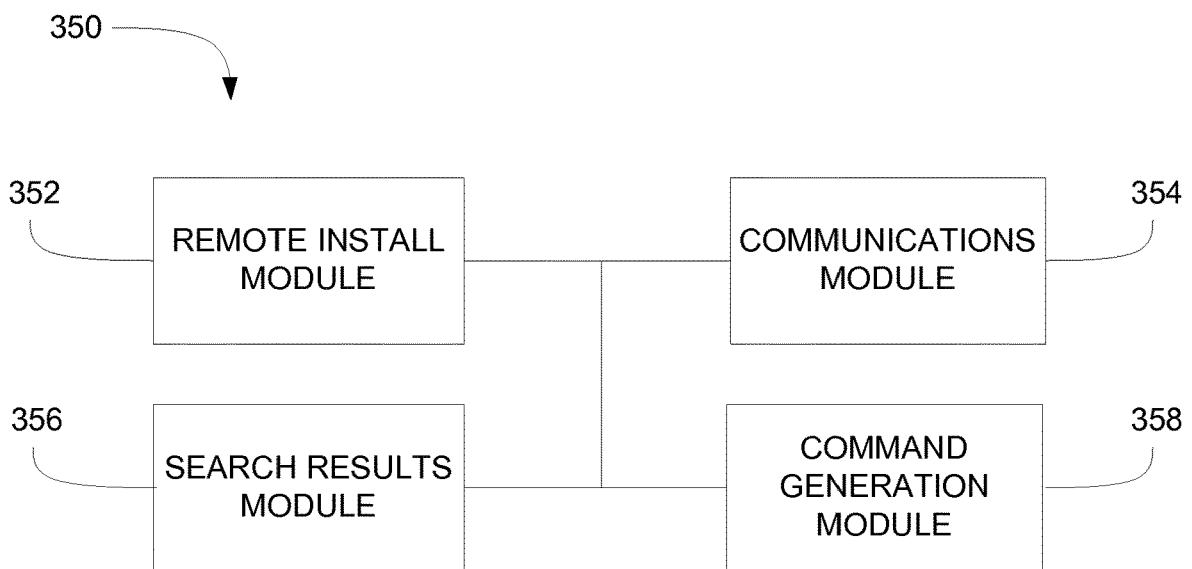 350
352
REMOTE INSTALL
MODULE
COMMUNICATIONS
MODULE
354
356
SEARCH RESULTS
MODULE
COMMAND
GENERATION
MODULE
358